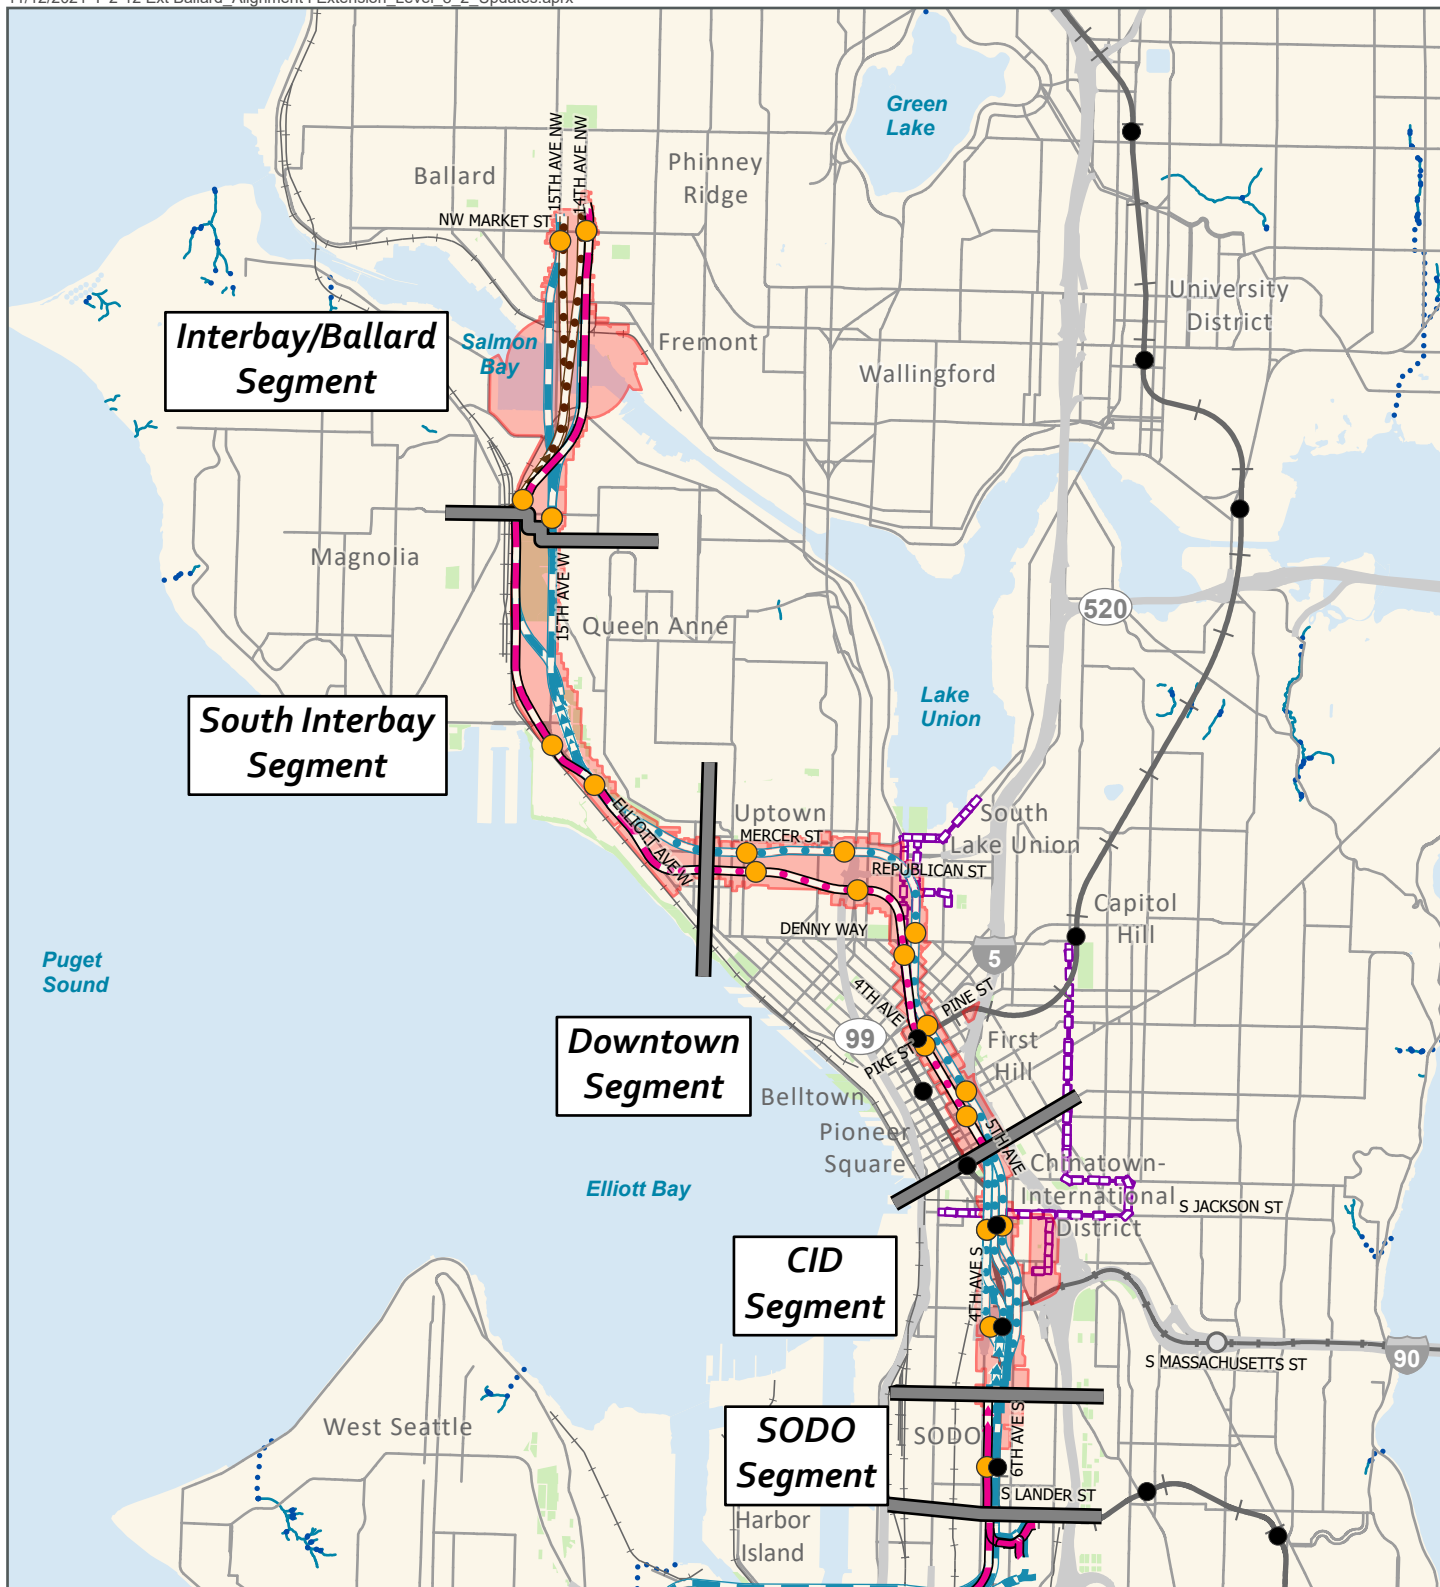 Green
Lake
15TH AVE NW
14TH AVE NW
Ballard
Phinney
Ridge
NW MARKET ST
University
District
Interbay/Ballard
Segment
Salmon
Bay
Fremont
Wallingford
Magnolia
15TH AVE W
Queen Anne
520
Lake
Union
South Interbay
Segment
ELLIOTT AVE W
Uptown
MERCER ST
South
Lake Union
REPUBLICAN ST
Capitol
Hill
DENNY WAY
5
Puget
Sound
4TH AVE
PINE ST
99
PIKE ST
First
Hill
Downtown
Segment
Belltown
Pioneer
Square
5TH AVE
Chinatown-
International
District
Elliott Bay
S JACKSON ST
CID
Segment
4TH AVE S
S MASSACHUSETTS ST
90
West Seattle
SODO
Segment
SODO
6TH AVE S
S LANDER ST
Harbor
Island